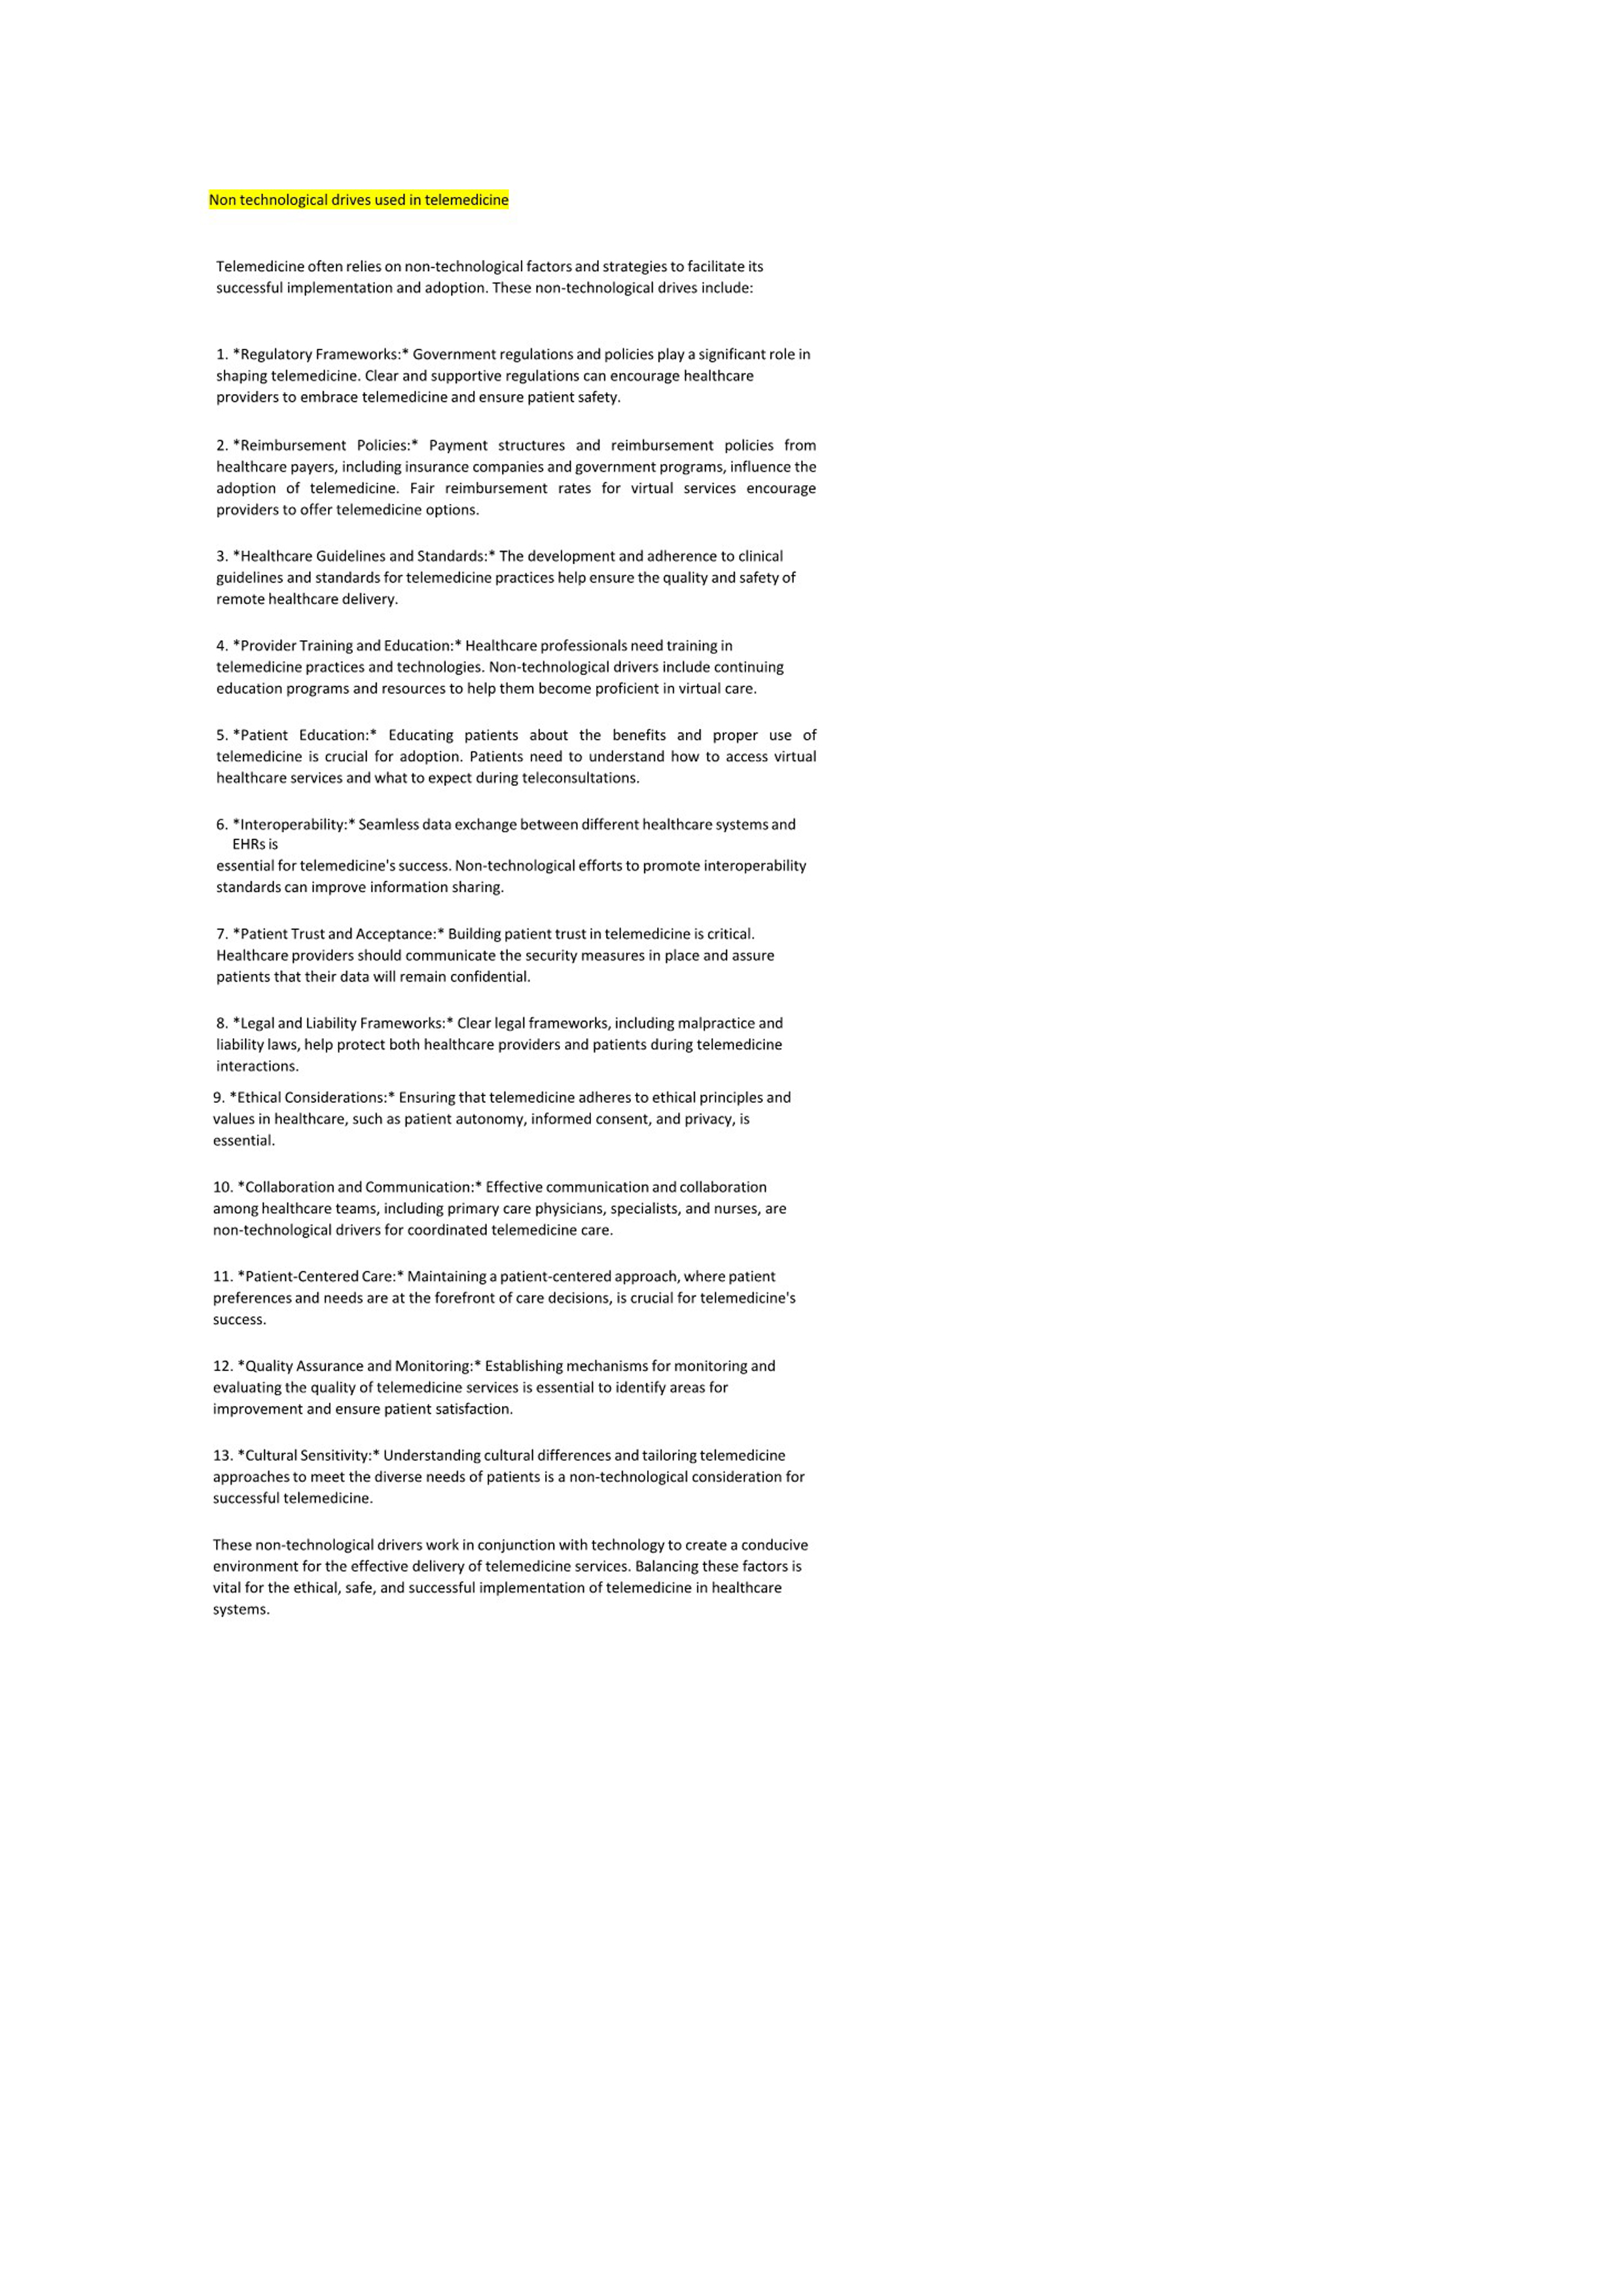 Non technological drives used in telemedicine
Telemedicine often relies on non-technological factors and strategies to facilitate its
successful implementation and adoption. These non-technological drives include:
1. *Regulatory Frameworks:* Government regulations and policies play a significant role in
shaping telemedicine. Clear and supportive regulations can encourage healthcare
providers to embrace telemedicine and ensure patient safety.
2. *Reimbursement Policies:* Payment structures and reimbursement policies from
healthcare payers, including insurance companies and government programs, influence the
adoption of telemedicine. Fair reimbursement rates for virtual services encourage
providers to offer telemedicine options.
3. *Healthcare Guidelines and Standards:* The development and adherence to clinical
guidelines and standards for telemedicine practices help ensure the quality and safety of
remote healthcare delivery.
4. *Provider Training and Education:* Healthcare professionals need training in
telemedicine practices and technologies. Non-technological drivers include continuing
education programs and resources to help them become proficient in virtual care.
5. *Patient Education:* Educating patients about the benefits and proper use of
telemedicine is crucial for adoption. Patients need to understand how to access virtual
healthcare services and what to expect during teleconsultations.
6. *Interoperability:* Seamless data exchange between different healthcare systems and
EHRs is
essential for telemedicine's success. Non-technological efforts to promote interoperability
standards can improve information sharing.
7. *Patient Trust and Acceptance:* Building patient trust in telemedicine is critical.
Healthcare providers should communicate the security measures in place and assure
patients that their data will remain confidential.
8. *Legal and Liability Frameworks:* Clear legal frameworks, including malpractice and
liability laws, help protect both healthcare providers and patients during telemedicine
interactions.
9. *Ethical Considerations:* Ensuring that telemedicine adheres to ethical principles and
values in healthcare, such as patient autonomy, informed consent, and privacy, is
essential.
10. *Collaboration and Communication:* Effective communication and collaboration
among healthcare teams, including primary care physicians, specialists, and nurses, are
non-technological drivers for coordinated telemedicine care.
11. *Patient-Centered Care:* Maintaining a patient-centered approach, where patient
preferences and needs are at the forefront of care decisions, is crucial for telemedicine's
success.
12. *Quality Assurance and Monitoring:* Establishing mechanisms for monitoring and
evaluating the quality of telemedicine services is essential to identify areas for
improvement and ensure patient satisfaction.
13. *Cultural Sensitivity:* Understanding cultural differences and tailoring telemedicine
approaches to meet the diverse needs of patients is a non-technological consideration for
successful telemedicine.
These non-technological drivers work in conjunction with technology to create a conducive
environment for the effective delivery of telemedicine services. Balancing these factors is
vital for the ethical, safe, and successful implementation of telemedicine in healthcare
systems.